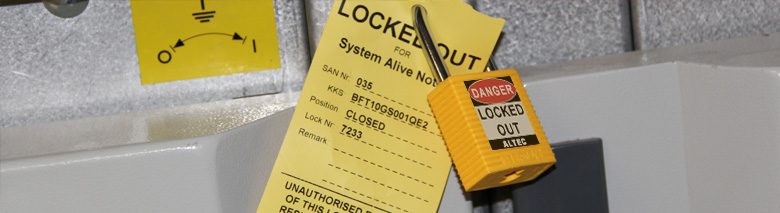 O I
LOCKED OUT
FOR
System Alive
SAN Nr 035
KKS BFT10GS001QE2
Position CLOSED
Lock Nr 7233
Remark
UNAUTHORISED
OF THIS
DANGER
LOCKED
OUT
ALTEC